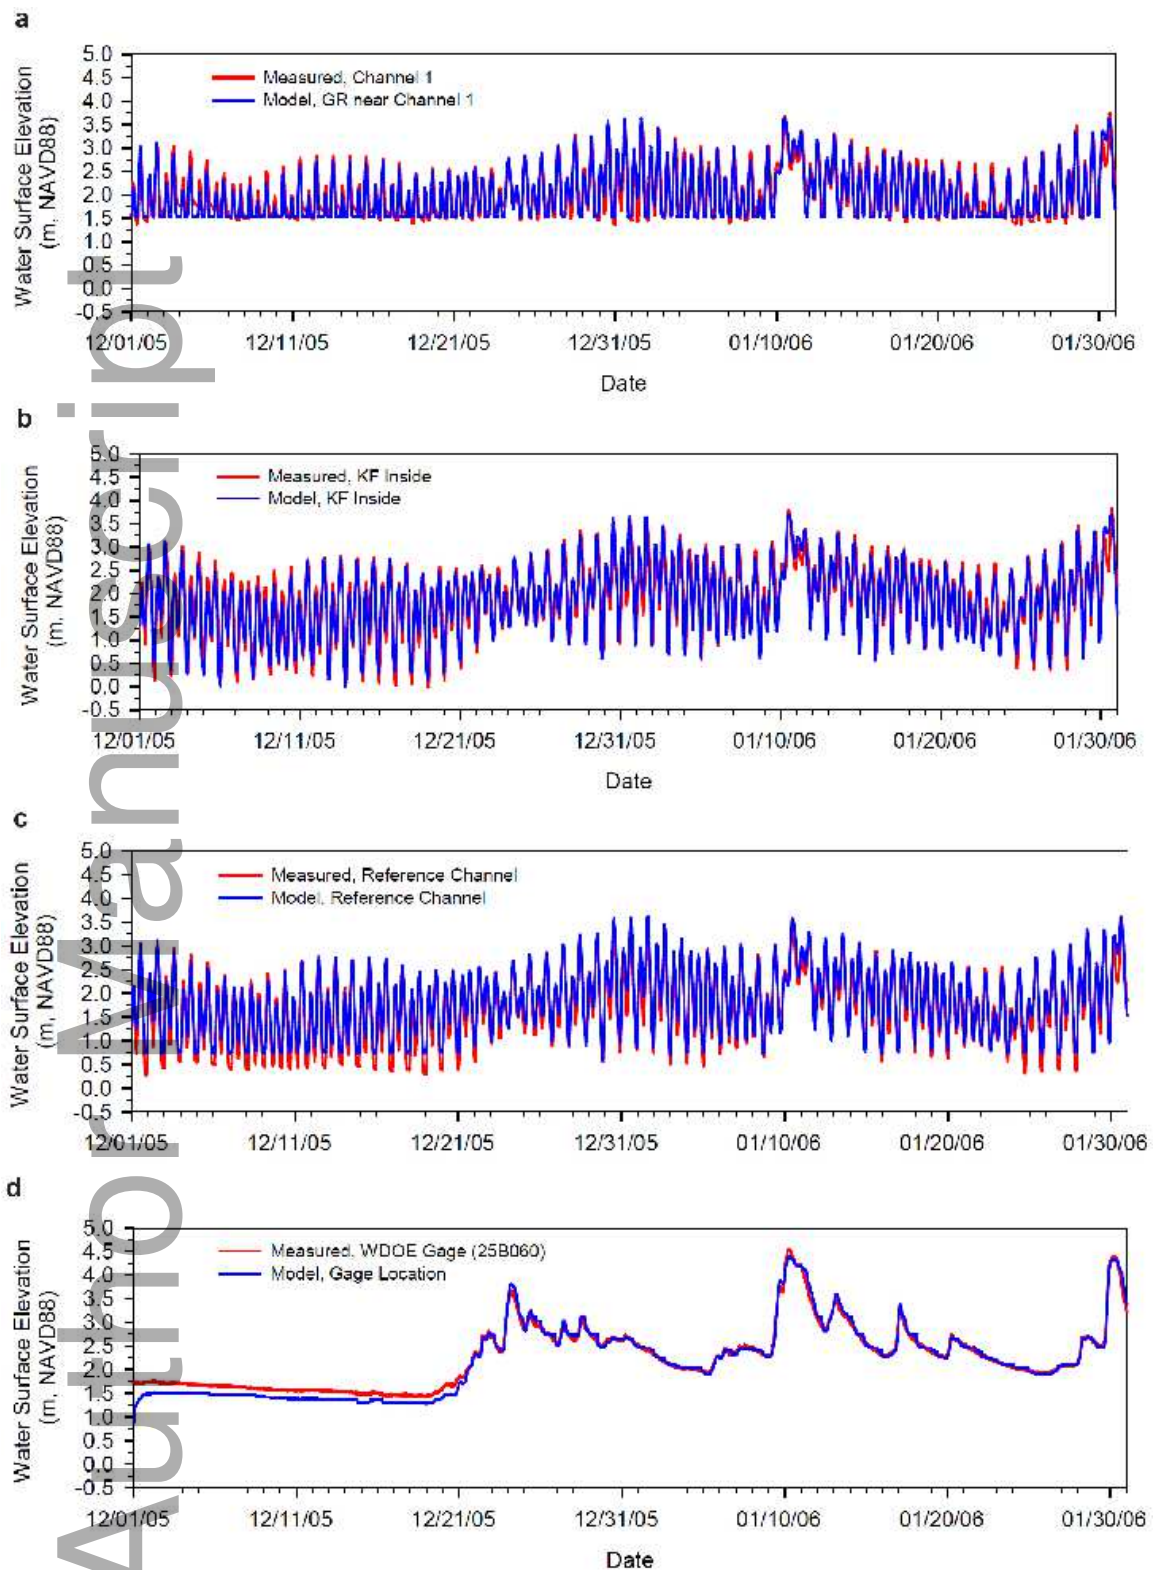 a
Water Surface Elevation
(m, NAVD88)
5.0
4.5
4.0
3.5
3.0
2.5
2.0
1.5
1.0
0.5
0.0
-0.5
Measured, Channel 1
Model, GR near Channel 1
12/01/05 12/11/05 12/21/05 12/31/05 01/10/06 01/20/06 01/30/06
Date
b
Water Surface Elevation
(m, NAVD88)
5.0
4.5
4.0
3.5
3.0
2.5
2.0
1.5
1.0
0.5
0.0
-0.5
Measured, KF Inside
Model, KF Inside
12/01/05 12/11/05 12/21/05 12/31/05 01/10/06 01/20/06 01/30/06
Date
c
Water Surface Elevation
(m, NAVD88)
5.0
4.5
4.0
3.5
3.0
2.5
2.0
1.5
1.0
0.5
0.0
-0.5
Measured, Reference Channel
Model, Reference Channel
12/01/05 12/11/05 12/21/05 12/31/05 01/10/06 01/20/06 01/30/06
d
Water Surface Elevation
(m, NAVD88)
5.0
4.5
4.0
3.5
3.0
2.5
2.0
1.5
1.0
0.5
0.0
-0.5
Measured, WDOE Gage (25B060)
Model, Gage Location
12/01/05 12/11/05 12/21/05 12/31/05 01/10/06 01/20/06 01/30/06
Date
Author Manuscript